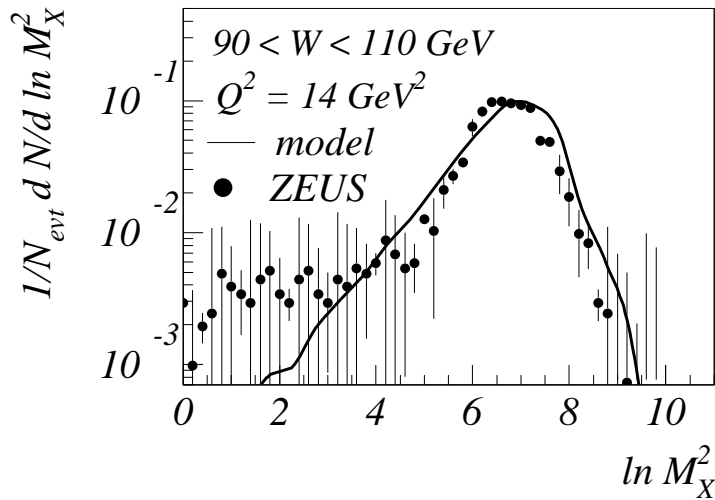 90 < W < 110 GeV
Q² = 14 GeV²
model
ZEUS
1/N_evt d N/d ln M_X²
10⁻¹
10⁻²
10⁻³
0 2 4 6 8 10
ln M_X²